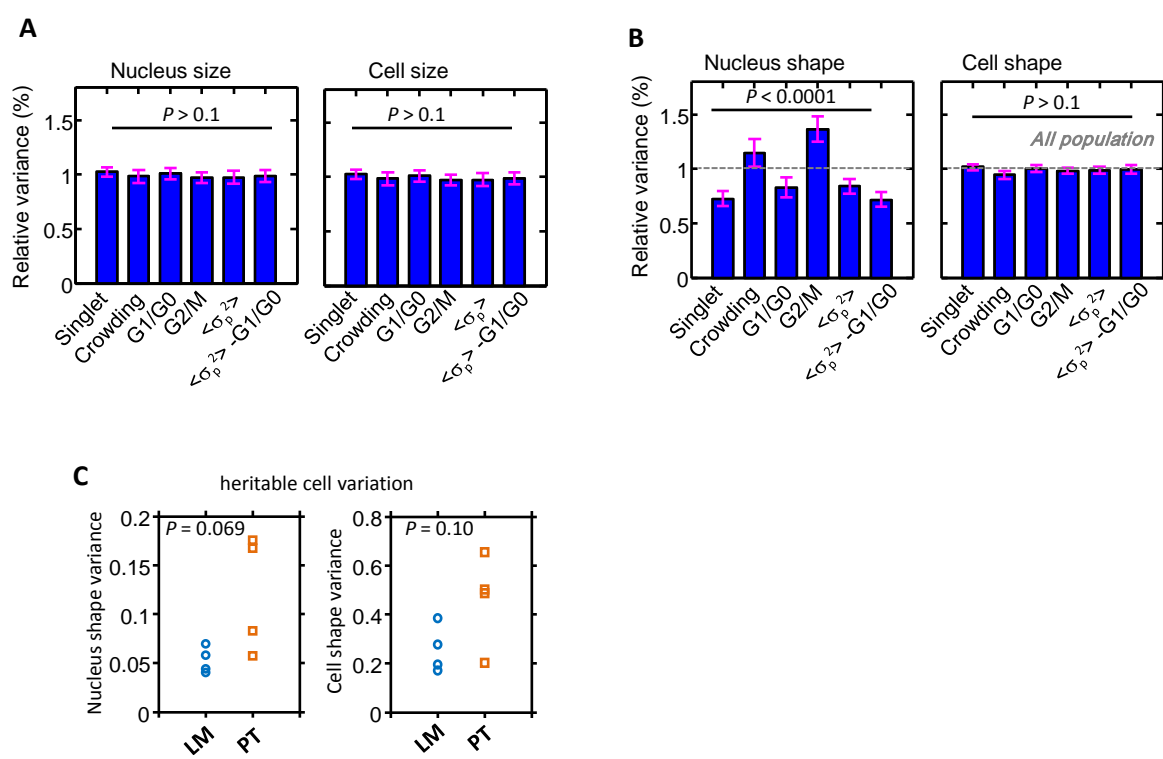 A
Nucleus size
Cell size
Relative variance (%)
1.5
1
0.5
0
P > 0.1
P > 0.1
Singlet
Crowding
G1/G0
G2/M
<σp²>
<σp²> -G1/G0
Singlet
Crowding
G1/G0
G2/M
<σp>
<σp²> -G1/G0
B
Nucleus shape
Cell shape
Relative variance (%)
1.5
1
0.5
0
P < 0.0001
P > 0.1
All population
Singlet
Crowding
G1/G0
G2/M
<σp²>
<σp²> -G1/G0
Singlet
Crowding
G1/G0
G2/M
<σp²>
<σp²> -G1/G0
C
heritable cell variation
Nucleus shape variance
0.2
0.15
0.1
0.05
0
P = 0.069
LM
PT
Cell shape variance
0.8
0.6
0.4
0.2
0
P = 0.10
LM
PT